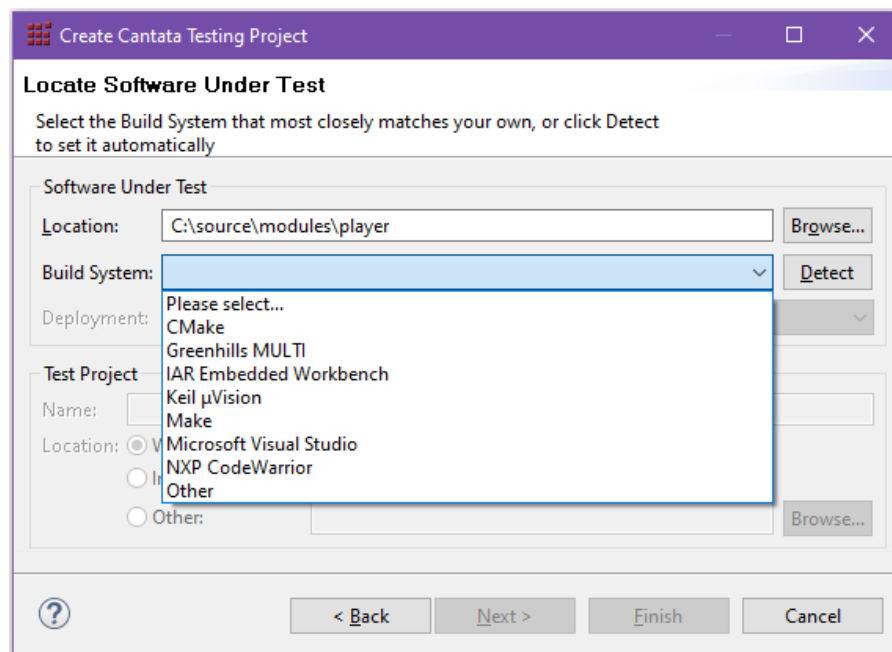 Create Cantata Testing Project
Locate Software Under Test
Select the Build System that most closely matches your own, or click Detect
to set it automatically
Software Under Test
Location: C:\source\modules\player Browse...
Build System: Detect
Please select...
CMake
Deployment:
Greenhills MULTI
IAR Embedded Workbench
Test Project
Keil µVision
Name:
Make
Location: Microsoft Visual Studio
NXP CodeWarrior
Other
Other: Browse...
? < Back Next > Finish Cancel